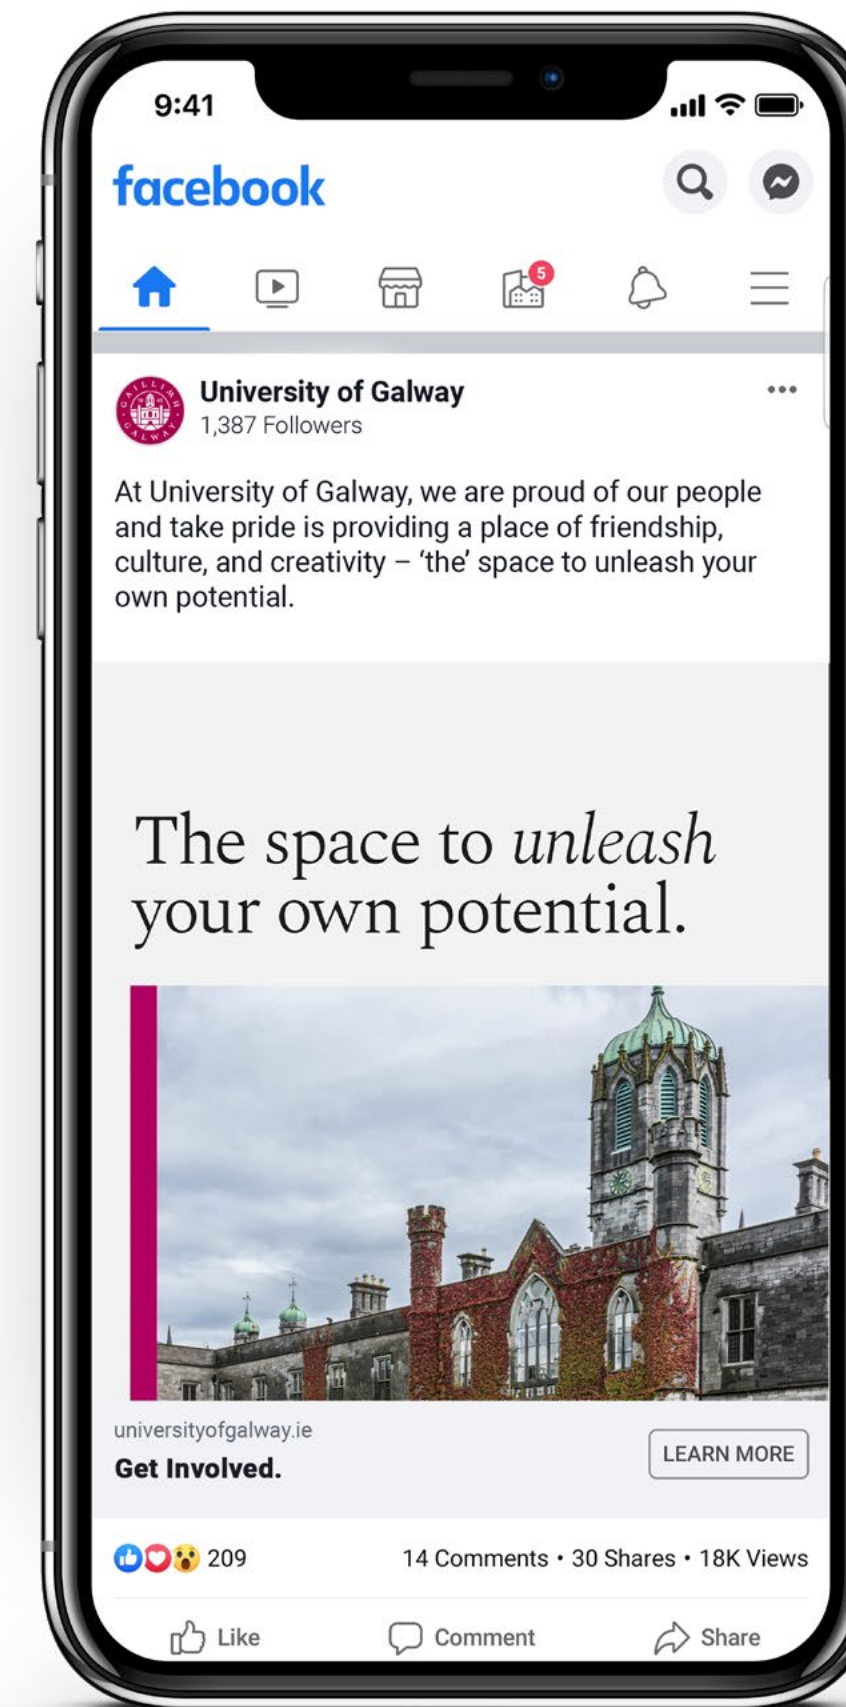 9:41
facebook
5
GAILLIMH
GALWAY
University of Galway
1,387 Followers
At University of Galway, we are proud of our people
and take pride is providing a place of friendship,
culture, and creativity – ‘the’ space to unleash your
own potential.
The space to unleash
your own potential.
universityofgalway.ie
Get Involved.
LEARN MORE
209
14 Comments • 30 Shares • 18K Views
Like
Comment
Share